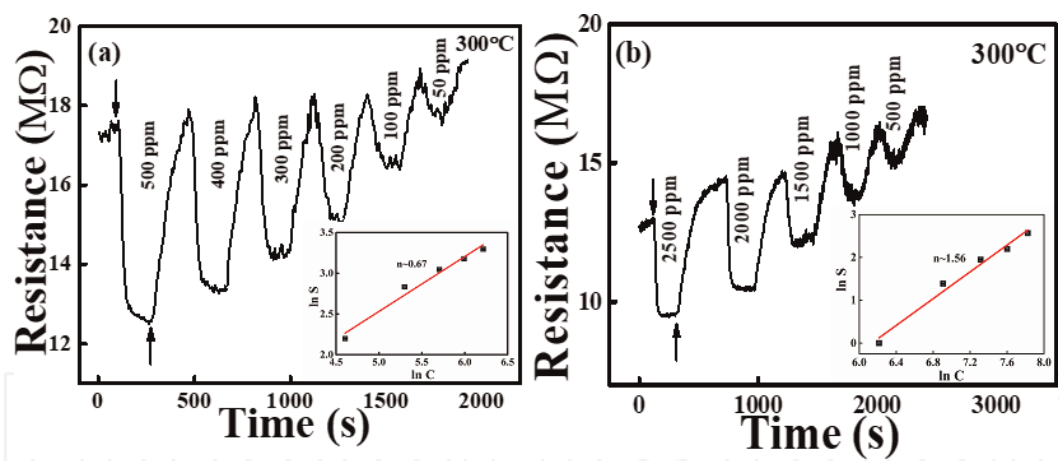 (a)
300°C
20
18
16
14
12
Resistance (MΩ)
500 ppm
400 ppm
300 ppm
200 ppm
100 ppm
50 ppm
3.5
3.0
2.5
2.0
ln S
n~0.67
4.5
5.0
5.5
6.0
6.5
ln C
0
500
1000
1500
2000
Time (s)
(b)
300°C
20
15
10
Resistance (MΩ)
2500 ppm
2000 ppm
1500 ppm
1000 ppm
500 ppm
3
2
1
0
ln S
n~1.56
6.0
6.4
6.8
7.2
7.6
8.0
ln C
0
1000
2000
3000
Time (s)